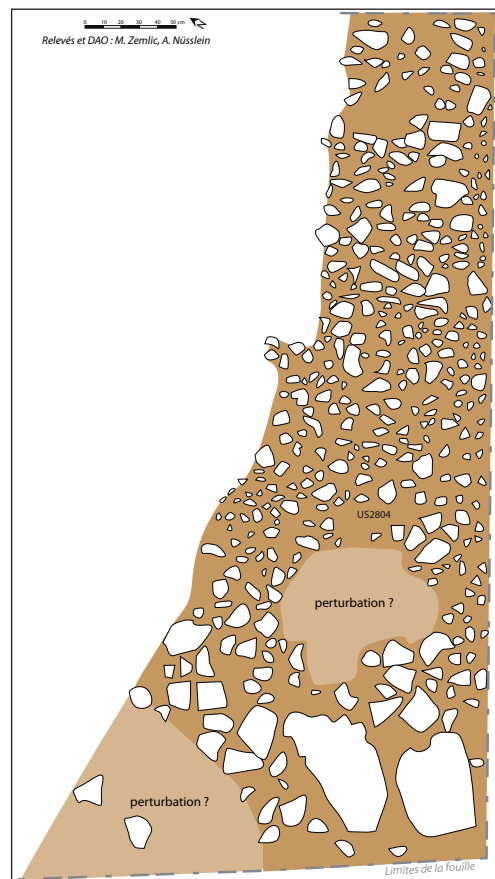 0 10 20 30 40 50 cm
Relevés et DAO : M. Zemlic, A. Nüsslein
US2804
perturbation ?
perturbation ?
Limites de la fouille